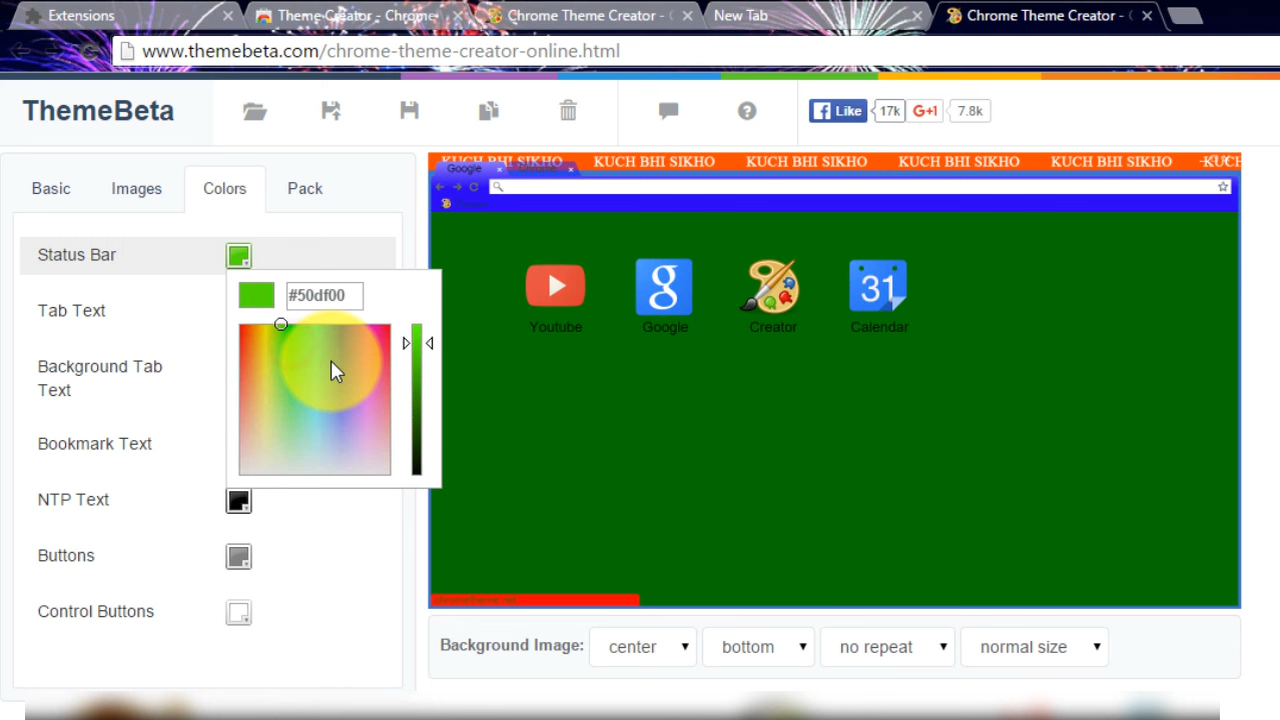 Extensions
Theme Creator - Chrome
Chrome Theme Creator - 
New Tab
Chrome Theme Creator - 
www.themebeta.com/chrome-theme-creator-online.html
ThemeBeta
Like 17k G+1 7.8k
Basic Images Colors Pack
Status Bar
#50df00
Tab Text
Background Tab
Text
Bookmark Text
NTP Text
Buttons
Control Buttons
KUCH BHI SIKHO KUCH BHI SIKHO KUCH BHI SIKHO KUCH BHI SIKHO KUCH BHI SIKHO KUCH
Google
Youtube Google Creator Calendar
31
Background Image: center bottom no repeat normal size